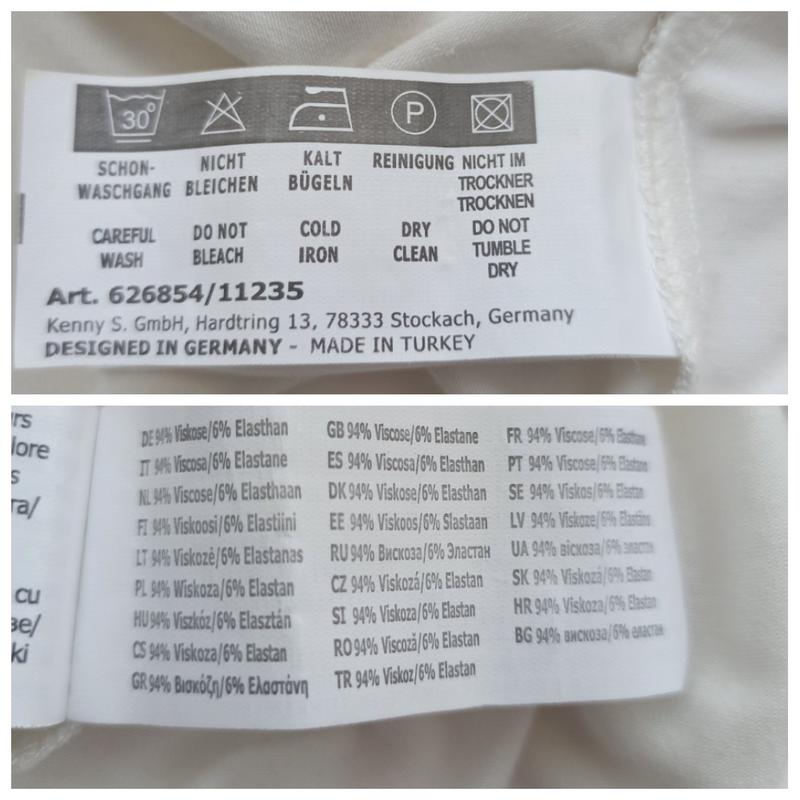 30°
P
SCHON-
WASCHGANG
NICHT
BLEICHEN
KALT
BÜGELN
REINIGUNG
NICHT IM
TROCKNER
TROCKNEN
CAREFUL
WASH
DO NOT
BLEACH
COLD
IRON
DRY
CLEAN
DO NOT
TUMBLE
DRY
Art. 626854/11235
Kenny S. GmbH, Hardtring 13, 78333 Stockach, Germany
DESIGNED IN GERMANY - MADE IN TURKEY
cu
DE 94% Viskose/6% Elasthan
IT 94% Viscosa/6% Elastane
NL 94% Viscose/6% Elasthaan
FI 94% Viskoosi/6% Elastiini
LT 94% Viskozė/6% Elastanas
PL 94% Wiskoza/6% Elastan
HU 94% Viszkóz/6% Elasztán
CS 94% Viskoza/6% Elastan
GR 94% Βισκόζη/6% Ελαστάνη
GB 94% Viscose/6% Elastane
ES 94% Viscosa/6% Elasthan
DK 94% Viskose/6% Elasthan
EE 94% Viskoos/6% Slastaan
RU 94% Вискоза/6% Эластан
CZ 94% Viskozá/6% Elastan
SI 94% Viskoza/6% Elastan
RO 94% Viscoză/6% Elastan
TR 94% Viskoz/6% Elastan
FR 94% Viscose/6% Elasthane
PT 94% Viscose/6% Elastano
SE 94% Viskos/6% Elastan
LV 94% Viskoze/6% Elastāns
UA 94% віскоза/6% эластан
SK 94% Viskozá/6% Elastan
HR 94% Viskoza/6% Elastan
BG 94% вискоза/6% еластан